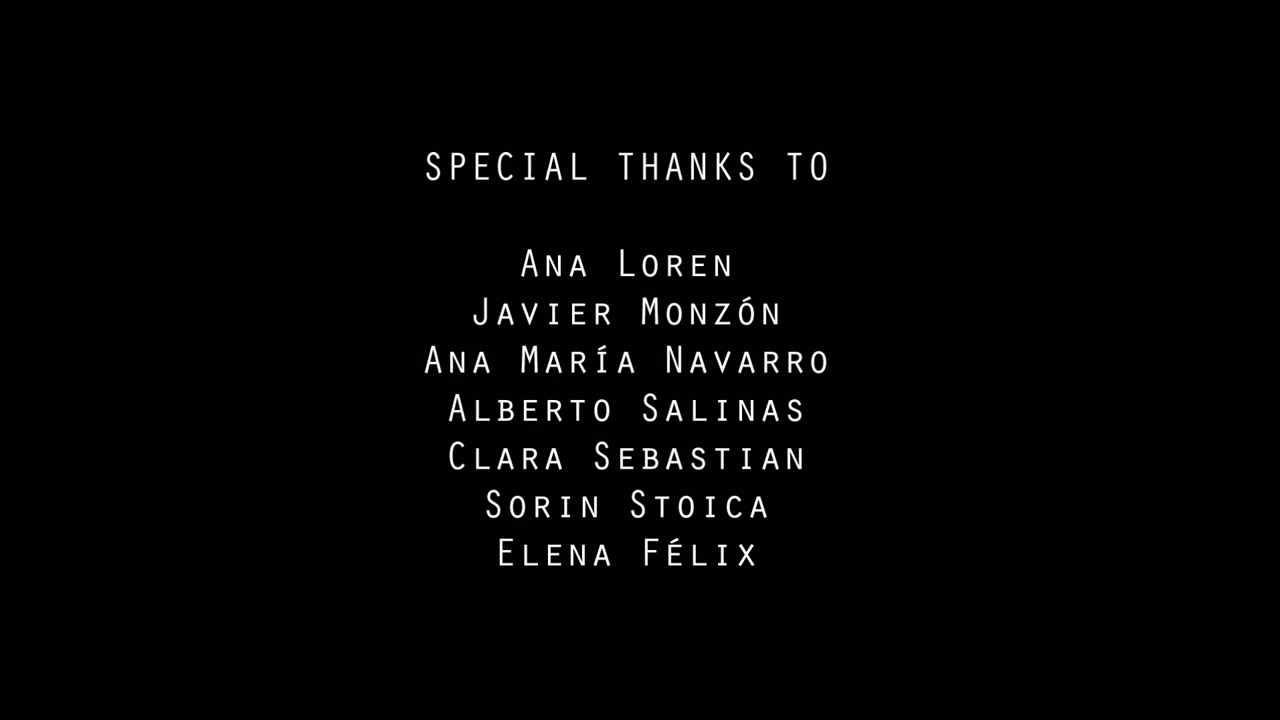 SPECIAL THANKS TO
Ana Loren
Javier Monzón
Ana María Navarro
Alberto Salinas
Clara Sebastian
Sorin Stoica
Elena Félix